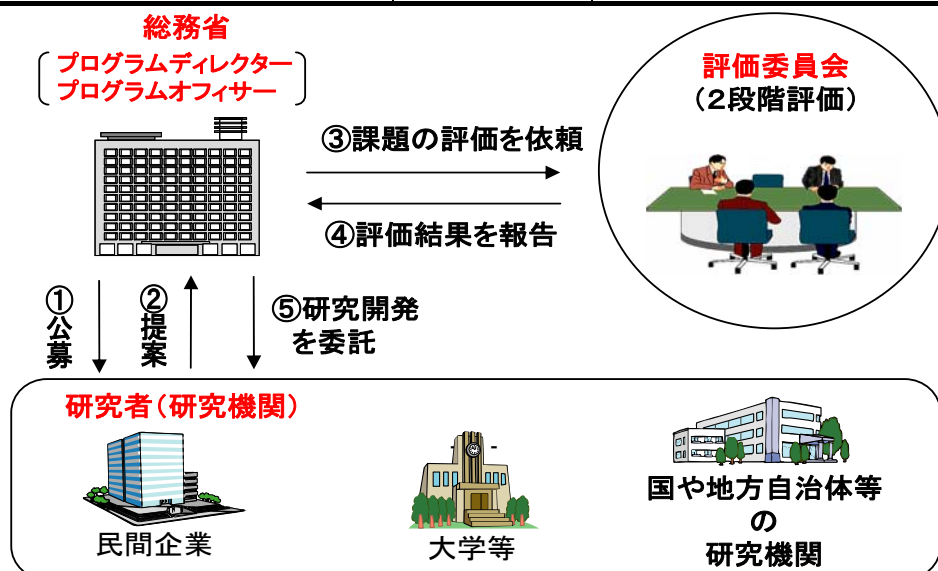 総務省
プログラムディレクター
プログラムオフィサー
評価委員会
（２段階評価）
③課題の評価を依頼
④評価結果を報告
①公募
②提案
⑤研究開発
を委託
研究者（研究機関）
民間企業
大学等
国や地方自治体等
の
研究機関